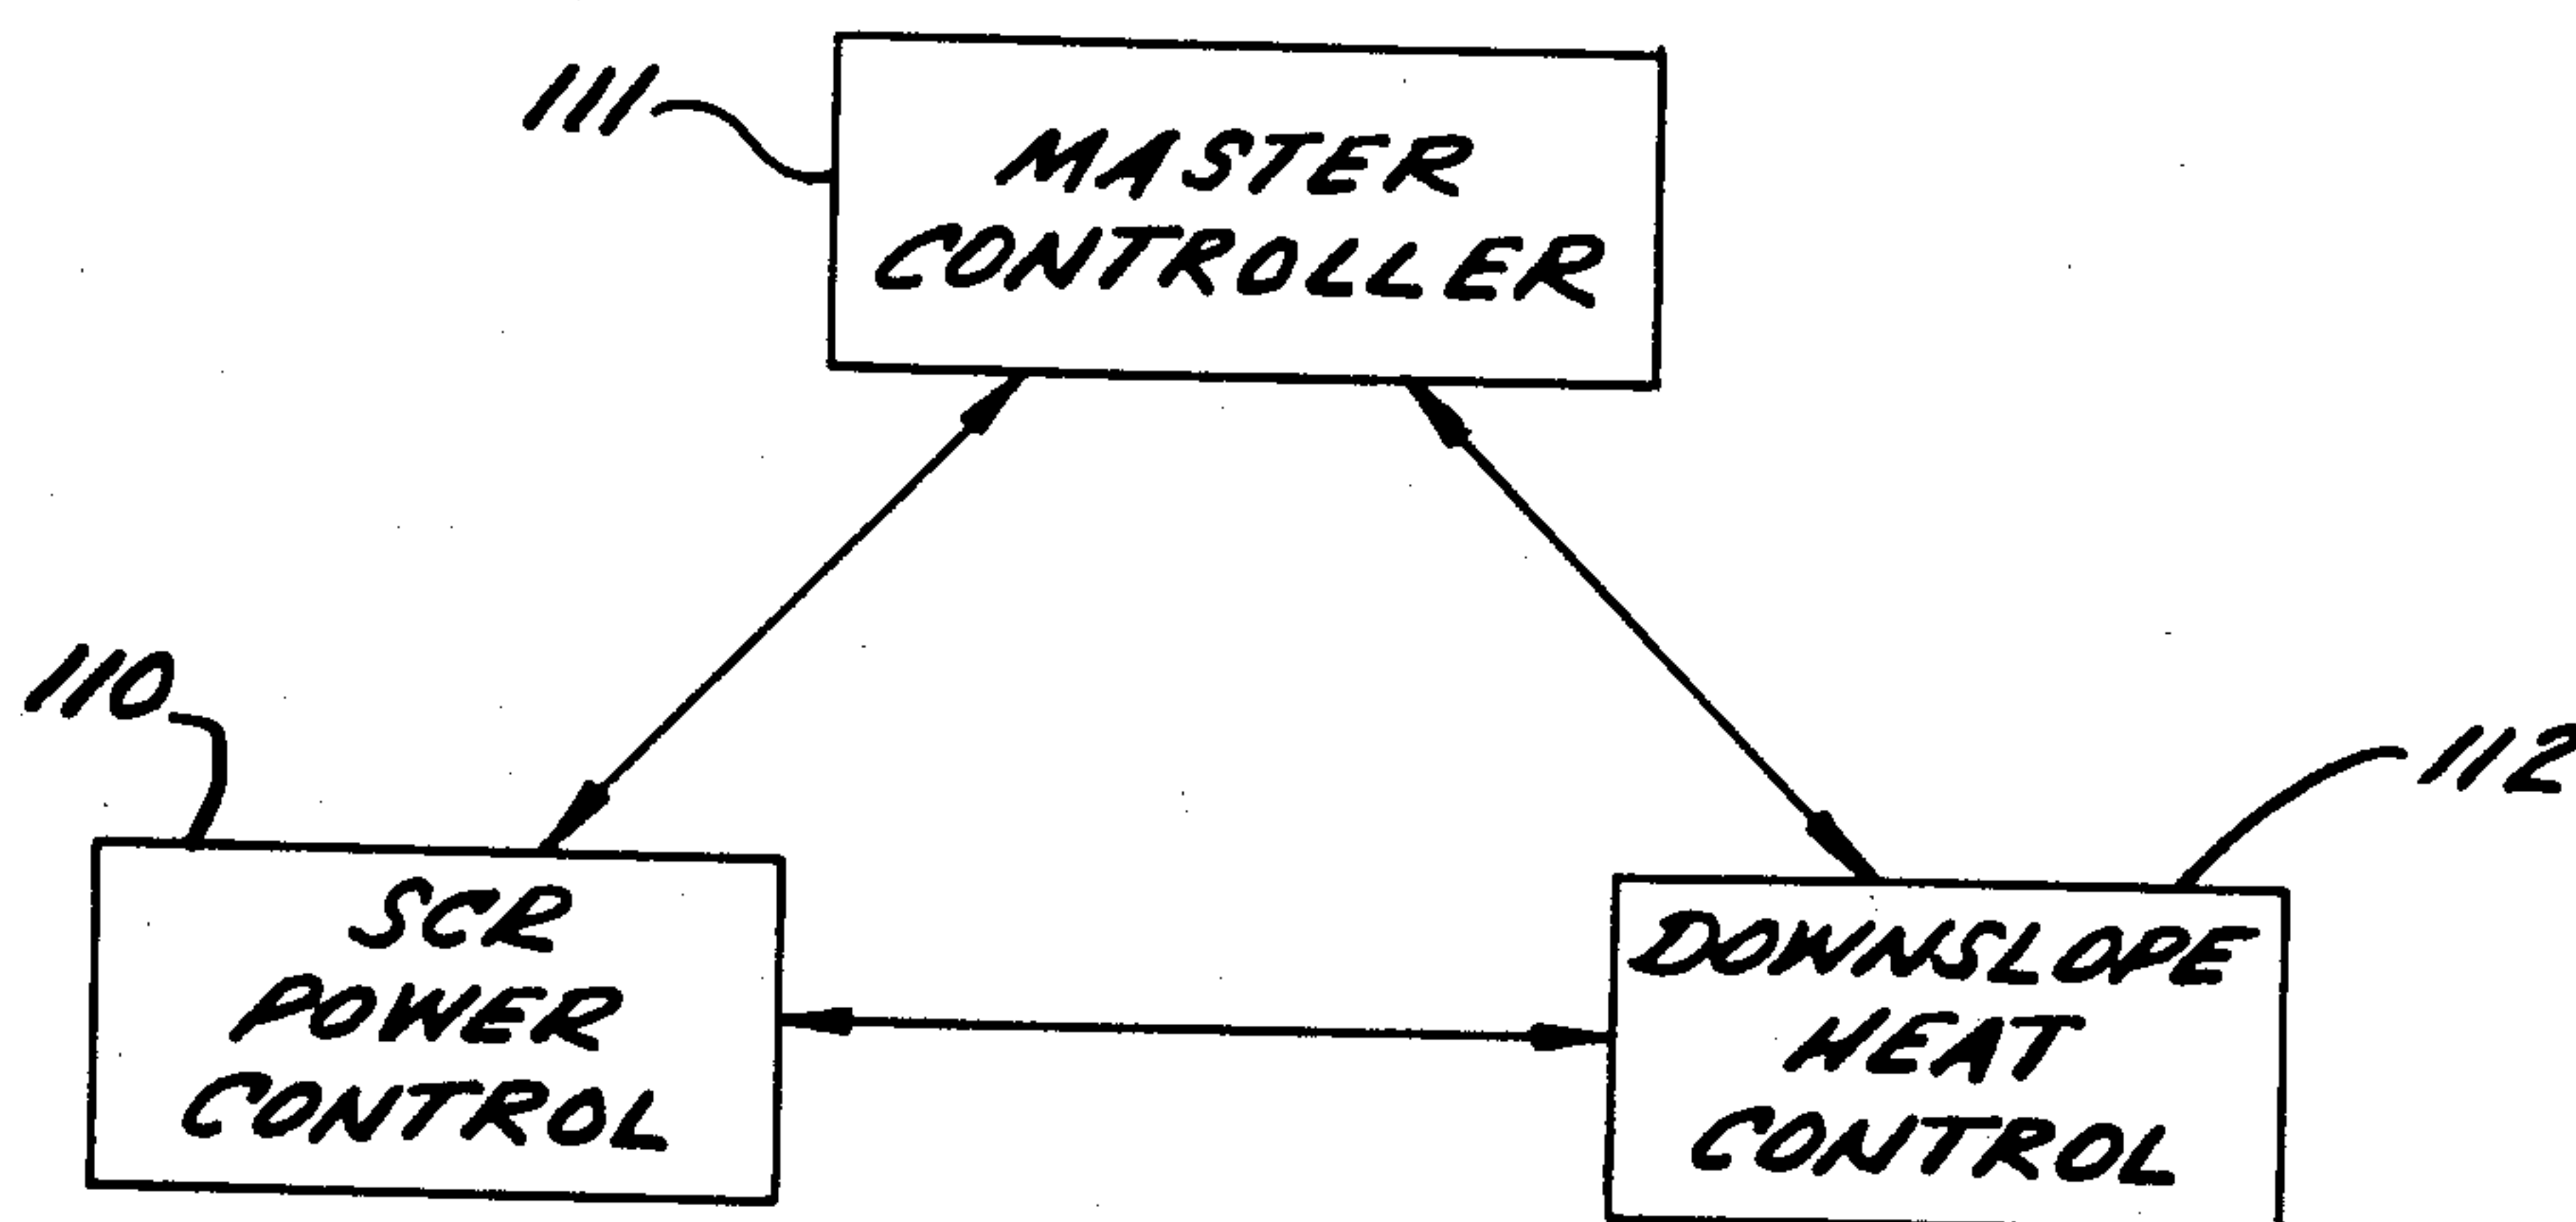 111
MASTER
CONTROLLER
110
112
SCR
POWER
CONTROL
DOWNSLOPE
HEAT
CONTROL